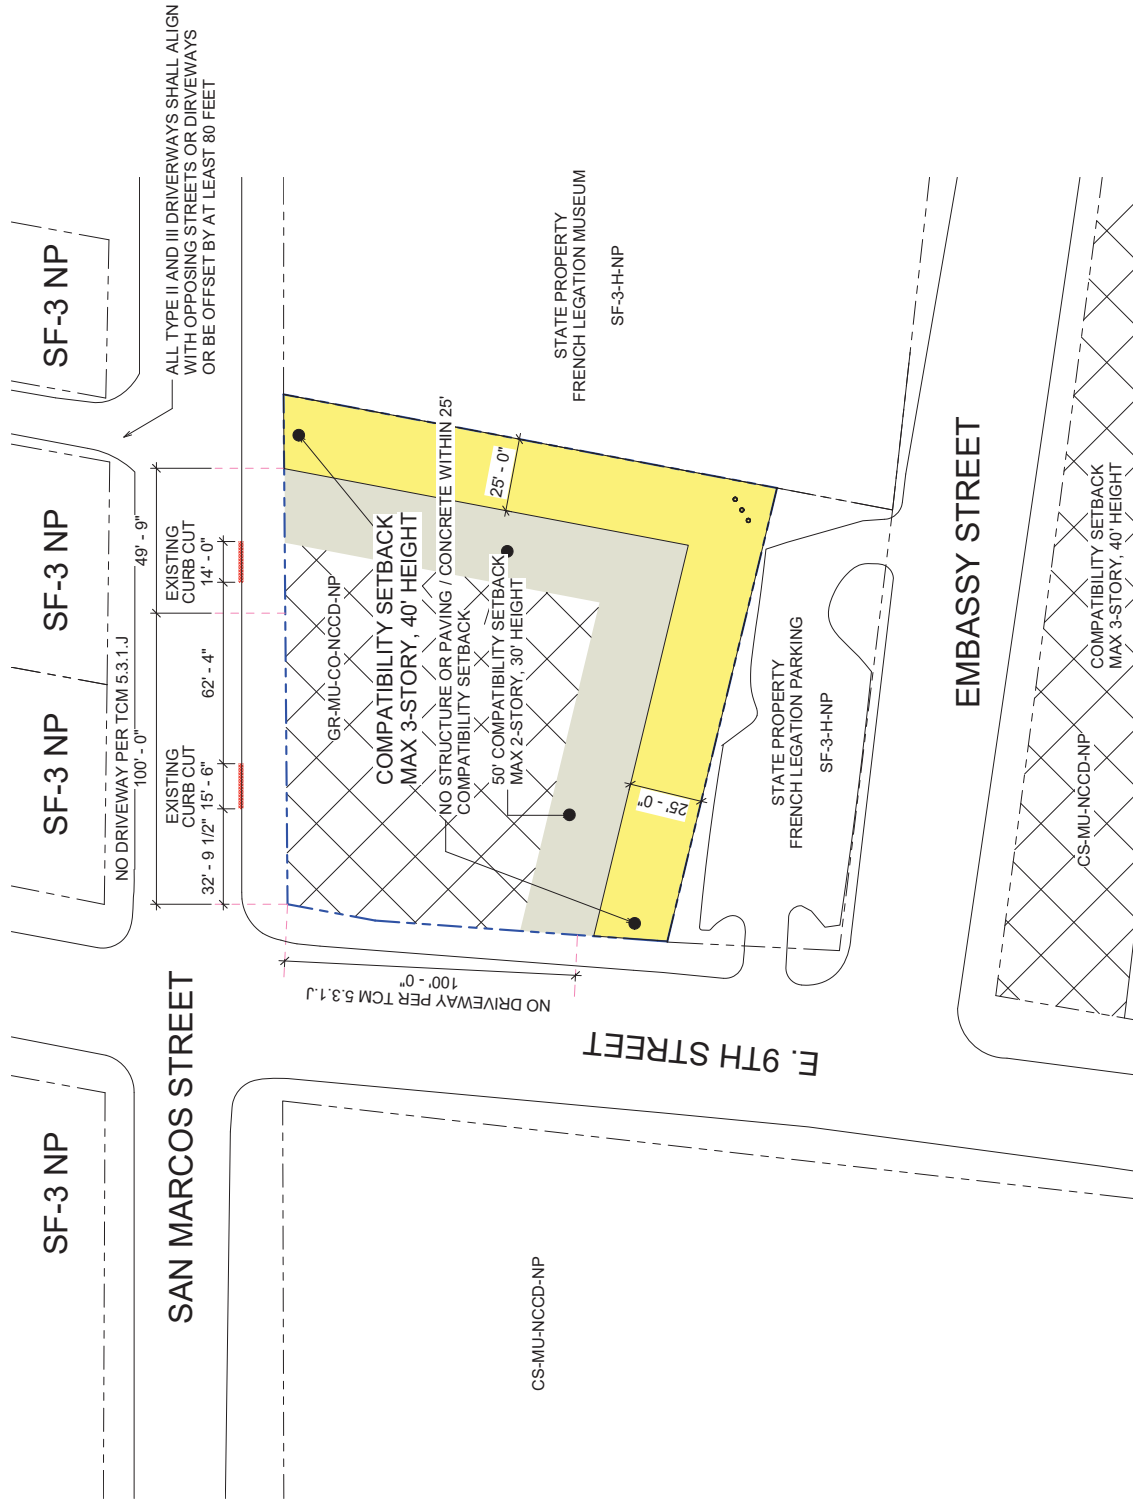 ALL TYPE II AND III DRIVERWAYS SHALL ALIGN
WITH OPPOSING STREETS OR DIRVEWAYS
OR BE OFFSET BY AT LEAST 80 FEET
SF-3 NP
SF-3 NP
SF-3 NP
SF-3 NP
NO DRIVEWAY PER TCM 5.3.1.J
100' - 0"
49' - 9"
EXISTING
CURB CUT
14' - 0"
62' - 4"
EXISTING
CURB CUT
15' - 6"
32' - 9 1/2"
SAN MARCOS STREET
GR-MU-CO-NCCD-NP
COMPATIBILITY SETBACK
MAX 3-STORY, 40' HEIGHT
NO STRUCTURE OR PAVING / CONCRETE WITHIN 25'
COMPATIBILITY SETBACK
50' COMPATIBILITY SETBACK
MAX 2-STORY, 30' HEIGHT
25' - 0"
25' - 0"
STATE PROPERTY
FRENCH LEGATION MUSEUM
SF-3-H-NP
STATE PROPERTY
FRENCH LEGATION PARKING
SF-3-H-NP
NO DRIVEWAY PER TCM 5.3.1.J
100' - 0"
E. 9TH STREET
EMBASSY STREET
CS-MU-NCCD-NP
COMPATIBILITY SETBACK
MAX 3-STORY, 40' HEIGHT
CS-MU-NCCD-NP